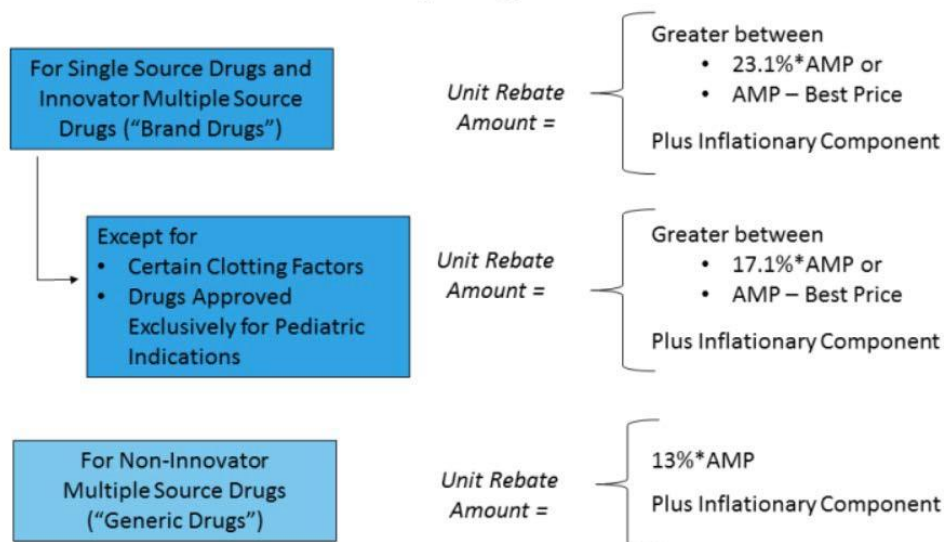 For Single Source Drugs and
Innovator Multiple Source
Drugs (“Brand Drugs”)
Unit Rebate
Amount =
Greater between
• 23.1%*AMP or
• AMP – Best Price
Plus Inflationary Component
Except for
• Certain Clotting Factors
• Drugs Approved
Exclusively for Pediatric
Indications
Unit Rebate
Amount =
Greater between
• 17.1%*AMP or
• AMP – Best Price
Plus Inflationary Component
For Non-Innovator
Multiple Source Drugs
(“Generic Drugs”)
Unit Rebate
Amount =
13%*AMP
Plus Inflationary Component